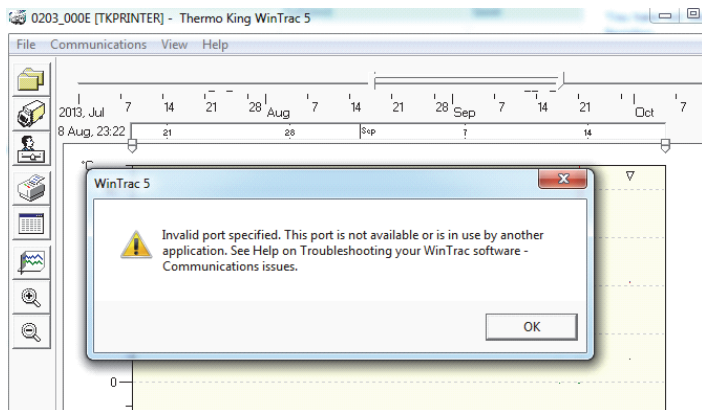 0203_000E [TKPRINTER] - Thermo King WinTrac 5
File Communications View Help
7 14 21 28 7 14 21 28 7 14 21 7
2013, Jul Aug Sep Oct
8 Aug, 23:22 21 28 Sep 7 14
°C
WinTrac 5
Invalid port specified. This port is not available or is in use by another
application. See Help on Troubleshooting your WinTrac software -
Communications issues.
OK
0